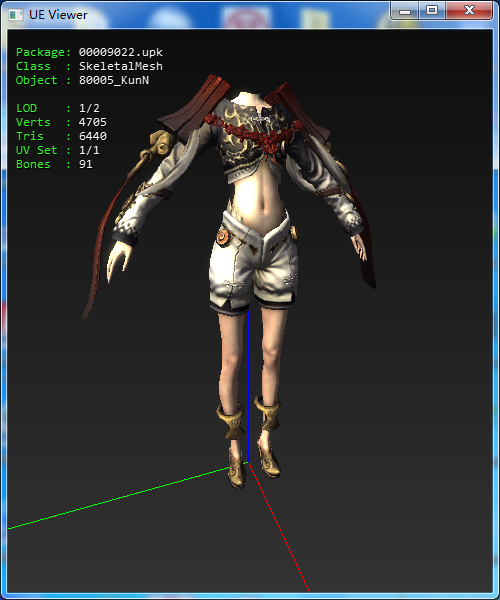 UE Viewer
Package: 00009022.upk
Class : SkeletalMesh
Object : 80005_KunN
LOD : 1/2
Verts : 4705
Tris : 6440
UV Set : 1/1
Bones : 91